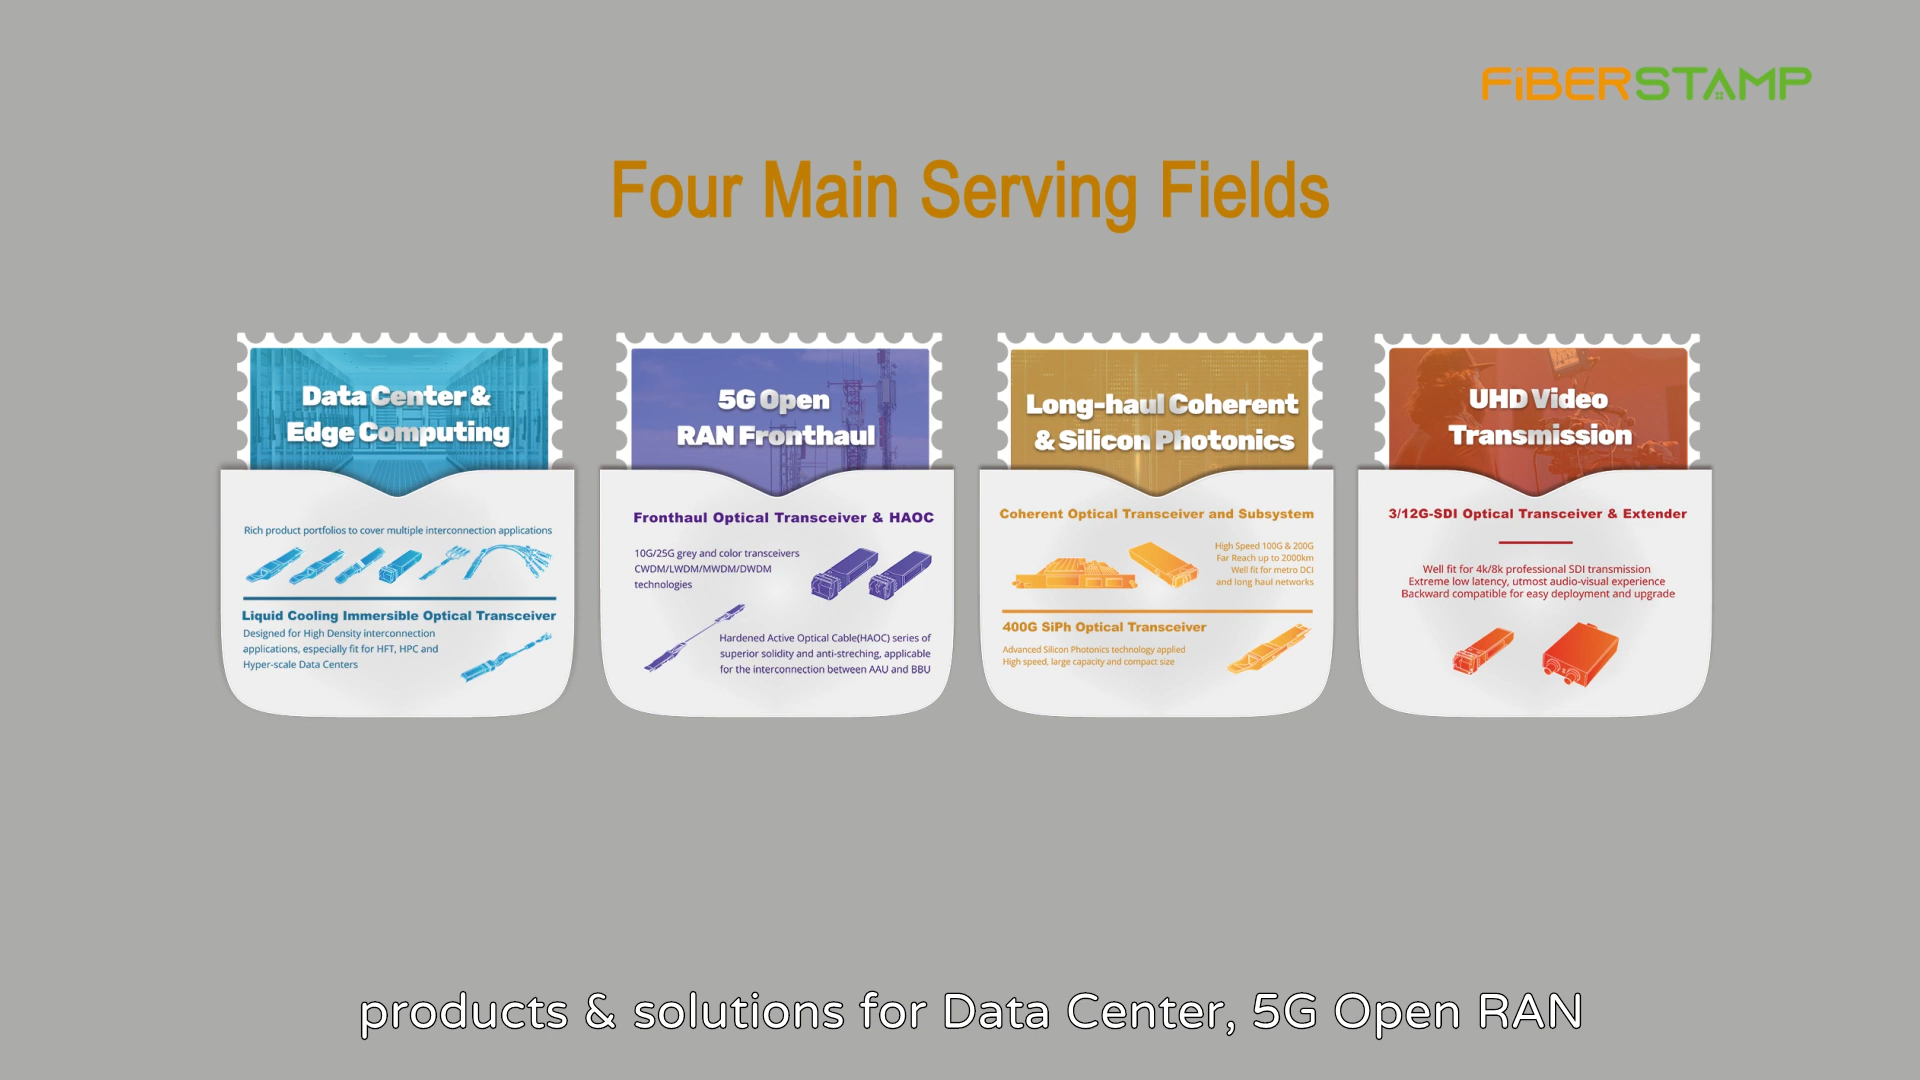 FiBERSTAMP
Four Main Serving Fields
Data Center &
Edge Computing
Rich product portfolios to cover multiple interconnection applications
Liquid Cooling Immersible Optical Transceiver
Designed for High Density interconnection
applications, especially fit for HFT, HPC and
Hyper-scale Data Centers
5G Open
RAN Fronthaul
Fronthaul Optical Transceiver & HAOC
10G/25G grey and color transceivers
CWDM/LWDM/MWDM/DWDM
technologies
Hardened Active Optical Cable(HAOC) series of
superior solidity and anti-streching, applicable
for the interconnection between AAU and BBU
Long-haul Coherent
& Silicon Photonics
Coherent Optical Transceiver and Subsystem
High Speed 100G & 200G
Far Reach up to 2000km
Well fit for metro DCI
and long haul networks
400G SiPh Optical Transceiver
Advanced Silicon Photonics technology applied
High speed, large capacity and compact size
UHD Video
Transmission
3/12G-SDI Optical Transceiver & Extender
Well fit for 4k/8k professional SDI transmission
Extreme low latency, utmost audio-visual experience
Backward compatible for easy deployment and upgrade
products & solutions for Data Center, 5G Open RAN